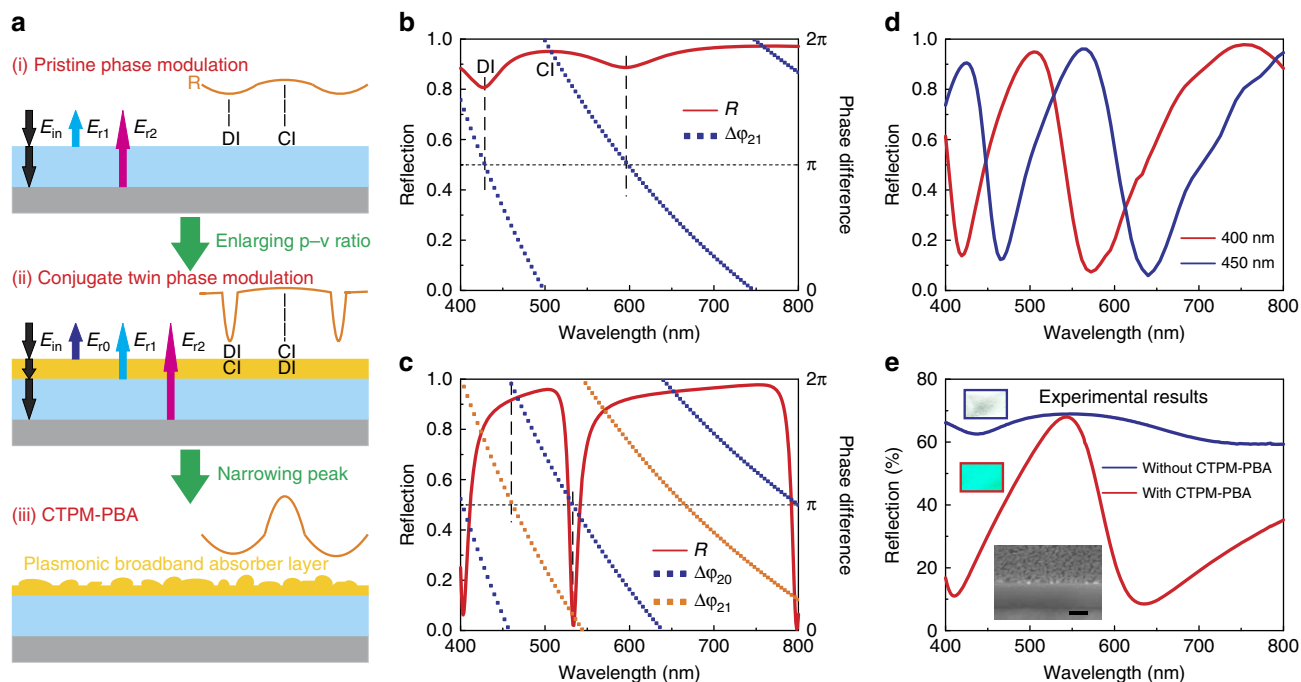 a
(i) Pristine phase modulation
R
E_in E_r1 E_r2
DI CI
Enlarging p–v ratio
(ii) Conjugate twin phase modulation
E_in E_r0 E_r1 E_r2
DI CI
CI DI
Narrowing peak
(iii) CTPM-PBA
Plasmonic broadband absorber layer
b
1.0 2π
DI CI
0.8
R
0.6 Δφ21
π
0.4
0.2
0.0 0
400 500 600 700 800
Reflection
Phase difference
Wavelength (nm)
c
1.0 2π
0.8
0.6
π
0.4
R
0.2 Δφ20
Δφ21
0.0 0
400 500 600 700 800
Reflection
Phase difference
Wavelength (nm)
d
1.0
0.8
0.6
0.4
0.2 400 nm
450 nm
0.0
400 500 600 700 800
Reflection
Wavelength (nm)
e
80
Experimental results
60
Without CTPM-PBA
40 With CTPM-PBA
20
0
400 500 600 700 800
Reflection (%)
Wavelength (nm)